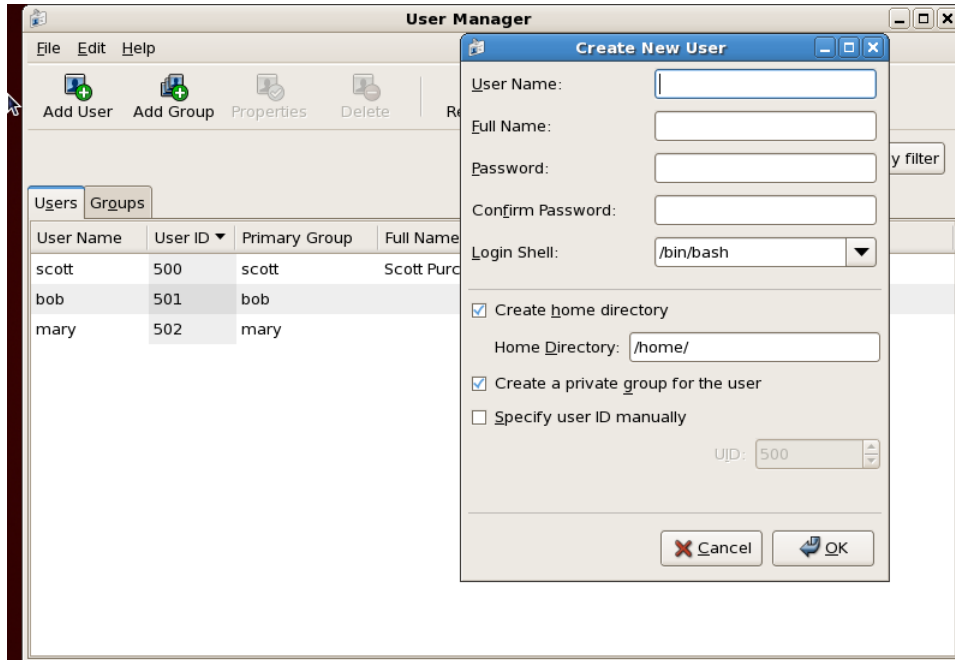 User Manager
File Edit Help
Add User Add Group Properties Delete
y filter
Users Groups
User Name User ID Primary Group Full Name
scott 500 scott Scott
bob 501 bob
mary 502 mary
Create New User
User Name:
Full Name:
Password:
Confirm Password:
Login Shell: /bin/bash
Create home directory
Home Directory: /home/
Create a private group for the user
Specify user ID manually
UID: 500
Cancel OK